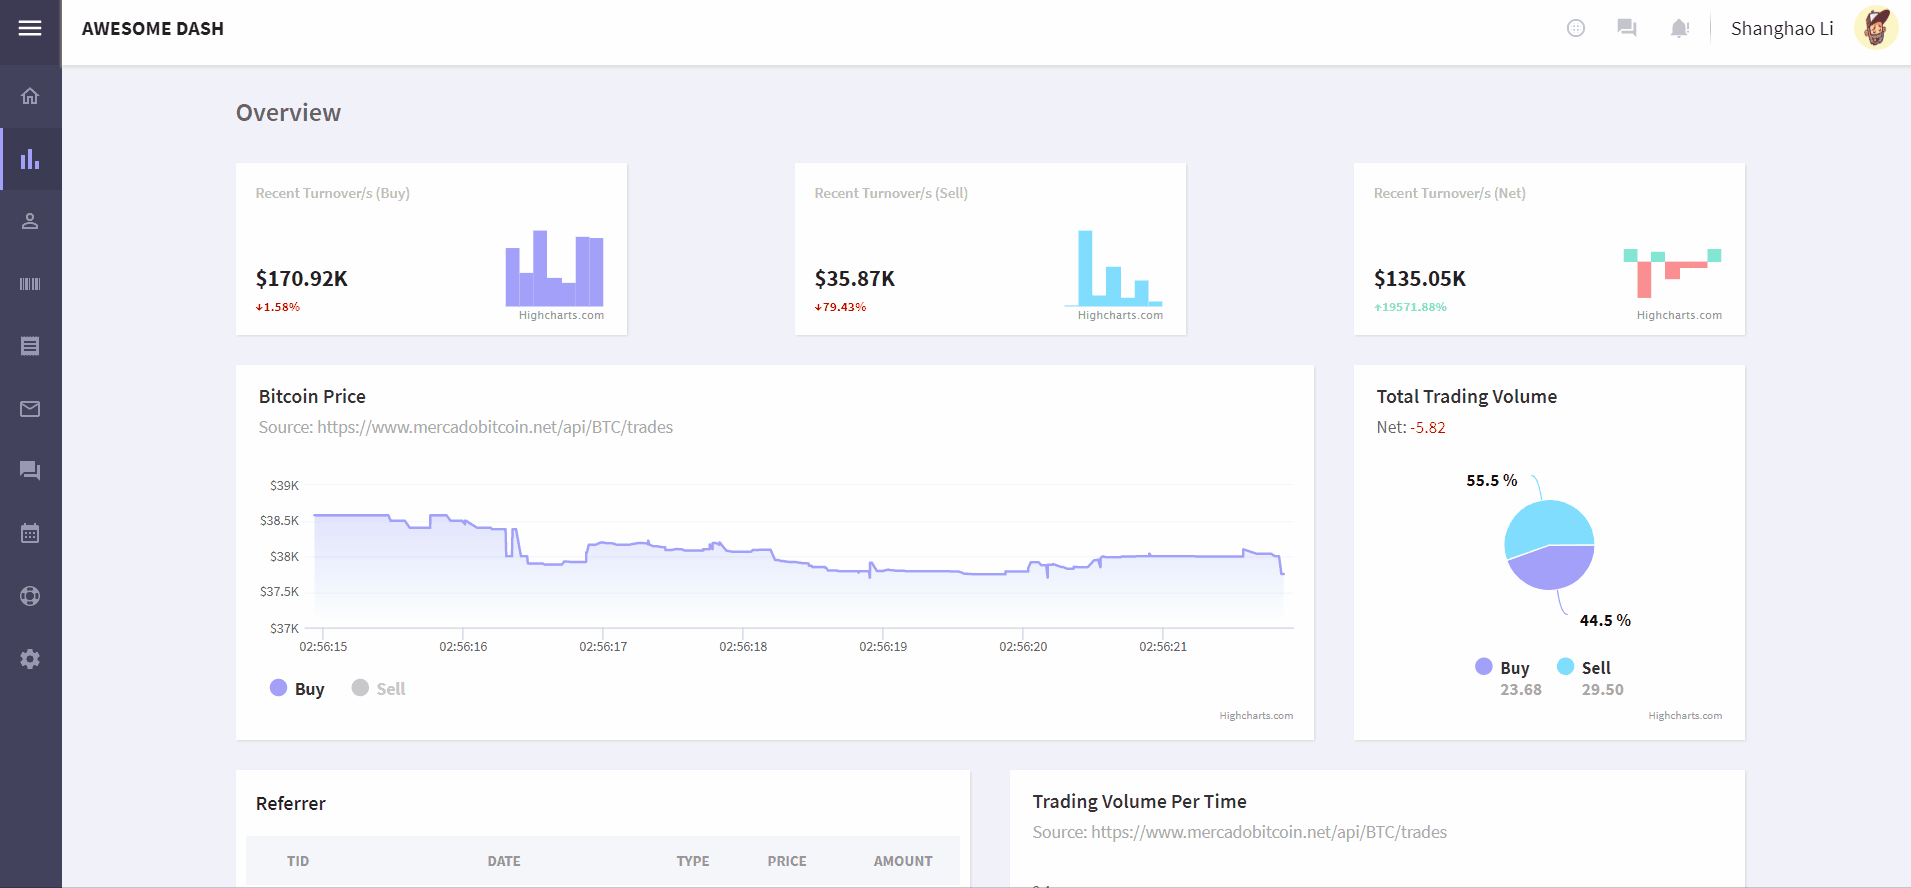 AWESOME DASH
Shanghao Li
Overview
Recent Turnover/s (Buy)
$170.92K
↓1.58%
Highcharts.com
Recent Turnover/s (Sell)
$35.87K
↓79.43%
Highcharts.com
Recent Turnover/s (Net)
$135.05K
↑19571.88%
Highcharts.com
Bitcoin Price
Source: https://www.mercadobitcoin.net/api/BTC/trades
$39K
$38.5K
$38K
$37.5K
$37K
02:56:15 02:56:16 02:56:17 02:56:18 02:56:19 02:56:20 02:56:21
Buy Sell
Highcharts.com
Total Trading Volume
Net: -5.82
55.5 %
44.5 %
Buy Sell
23.68 29.50
Highcharts.com
Referrer
TID DATE TYPE PRICE AMOUNT
Trading Volume Per Time
Source: https://www.mercadobitcoin.net/api/BTC/trades